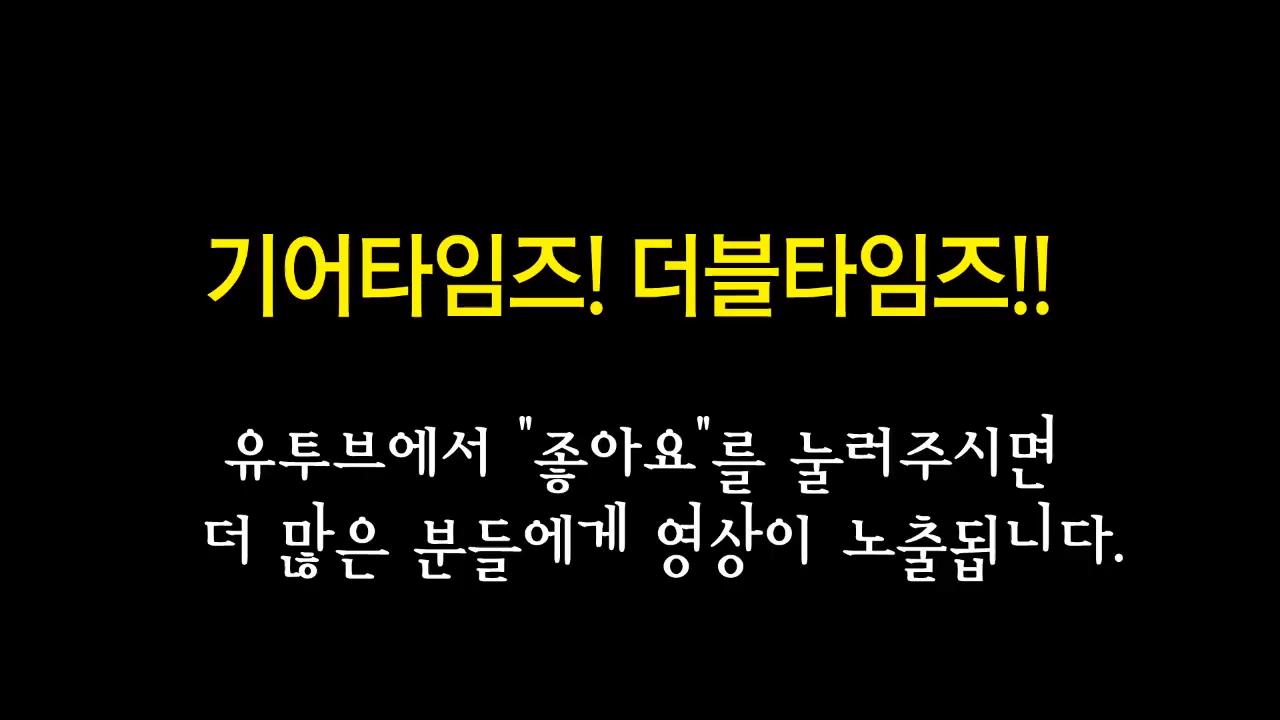 기어타임즈! 더블타임즈!!
유투브에서 "좋아요"를 눌러주시면
더 많은 분들에게 영상이 노출됩니다.